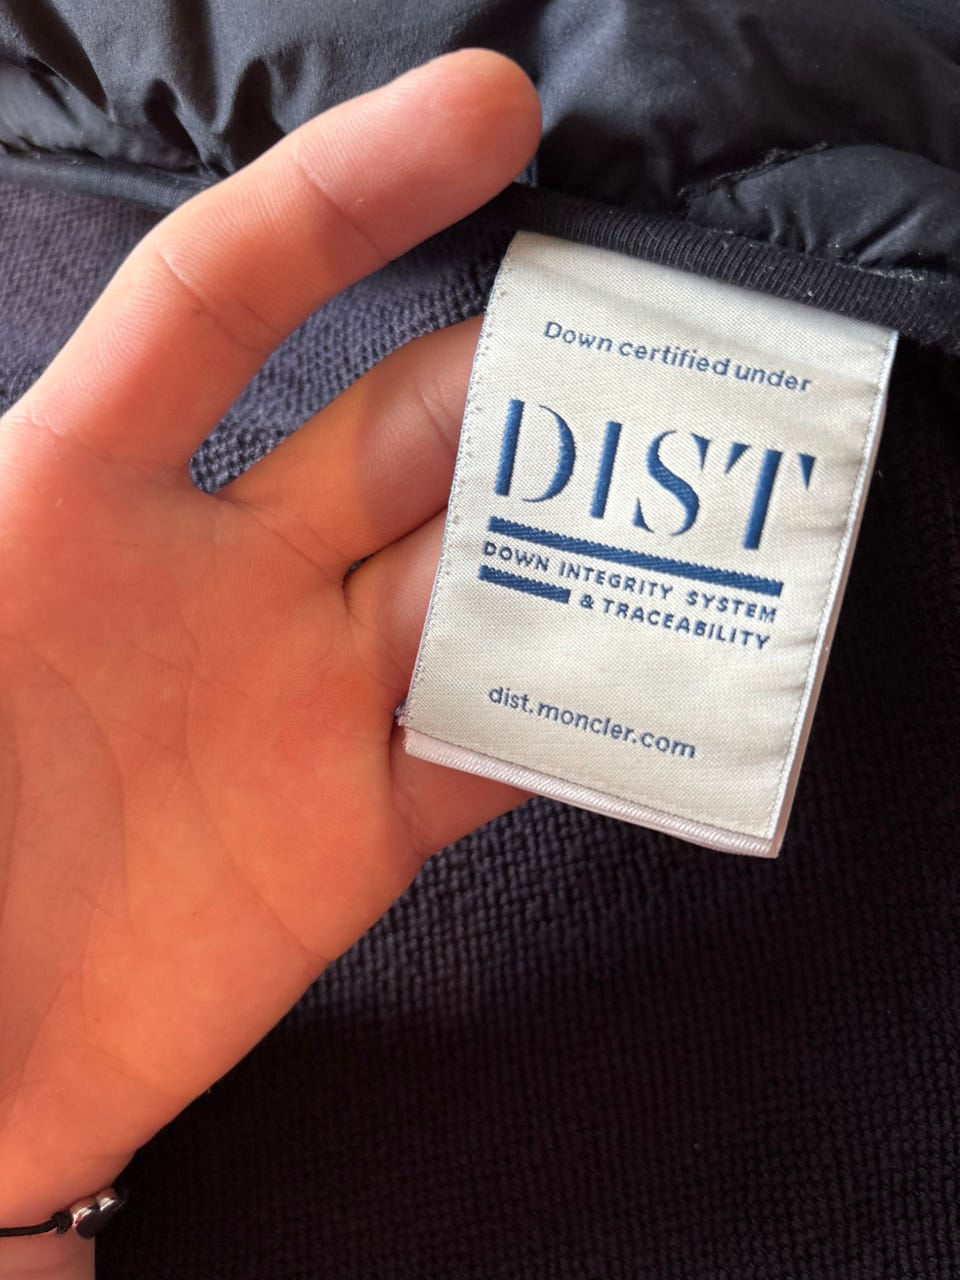 Down certified under
DIST
DOWN INTEGRITY SYSTEM
& TRACEABILITY
dist.moncler.com